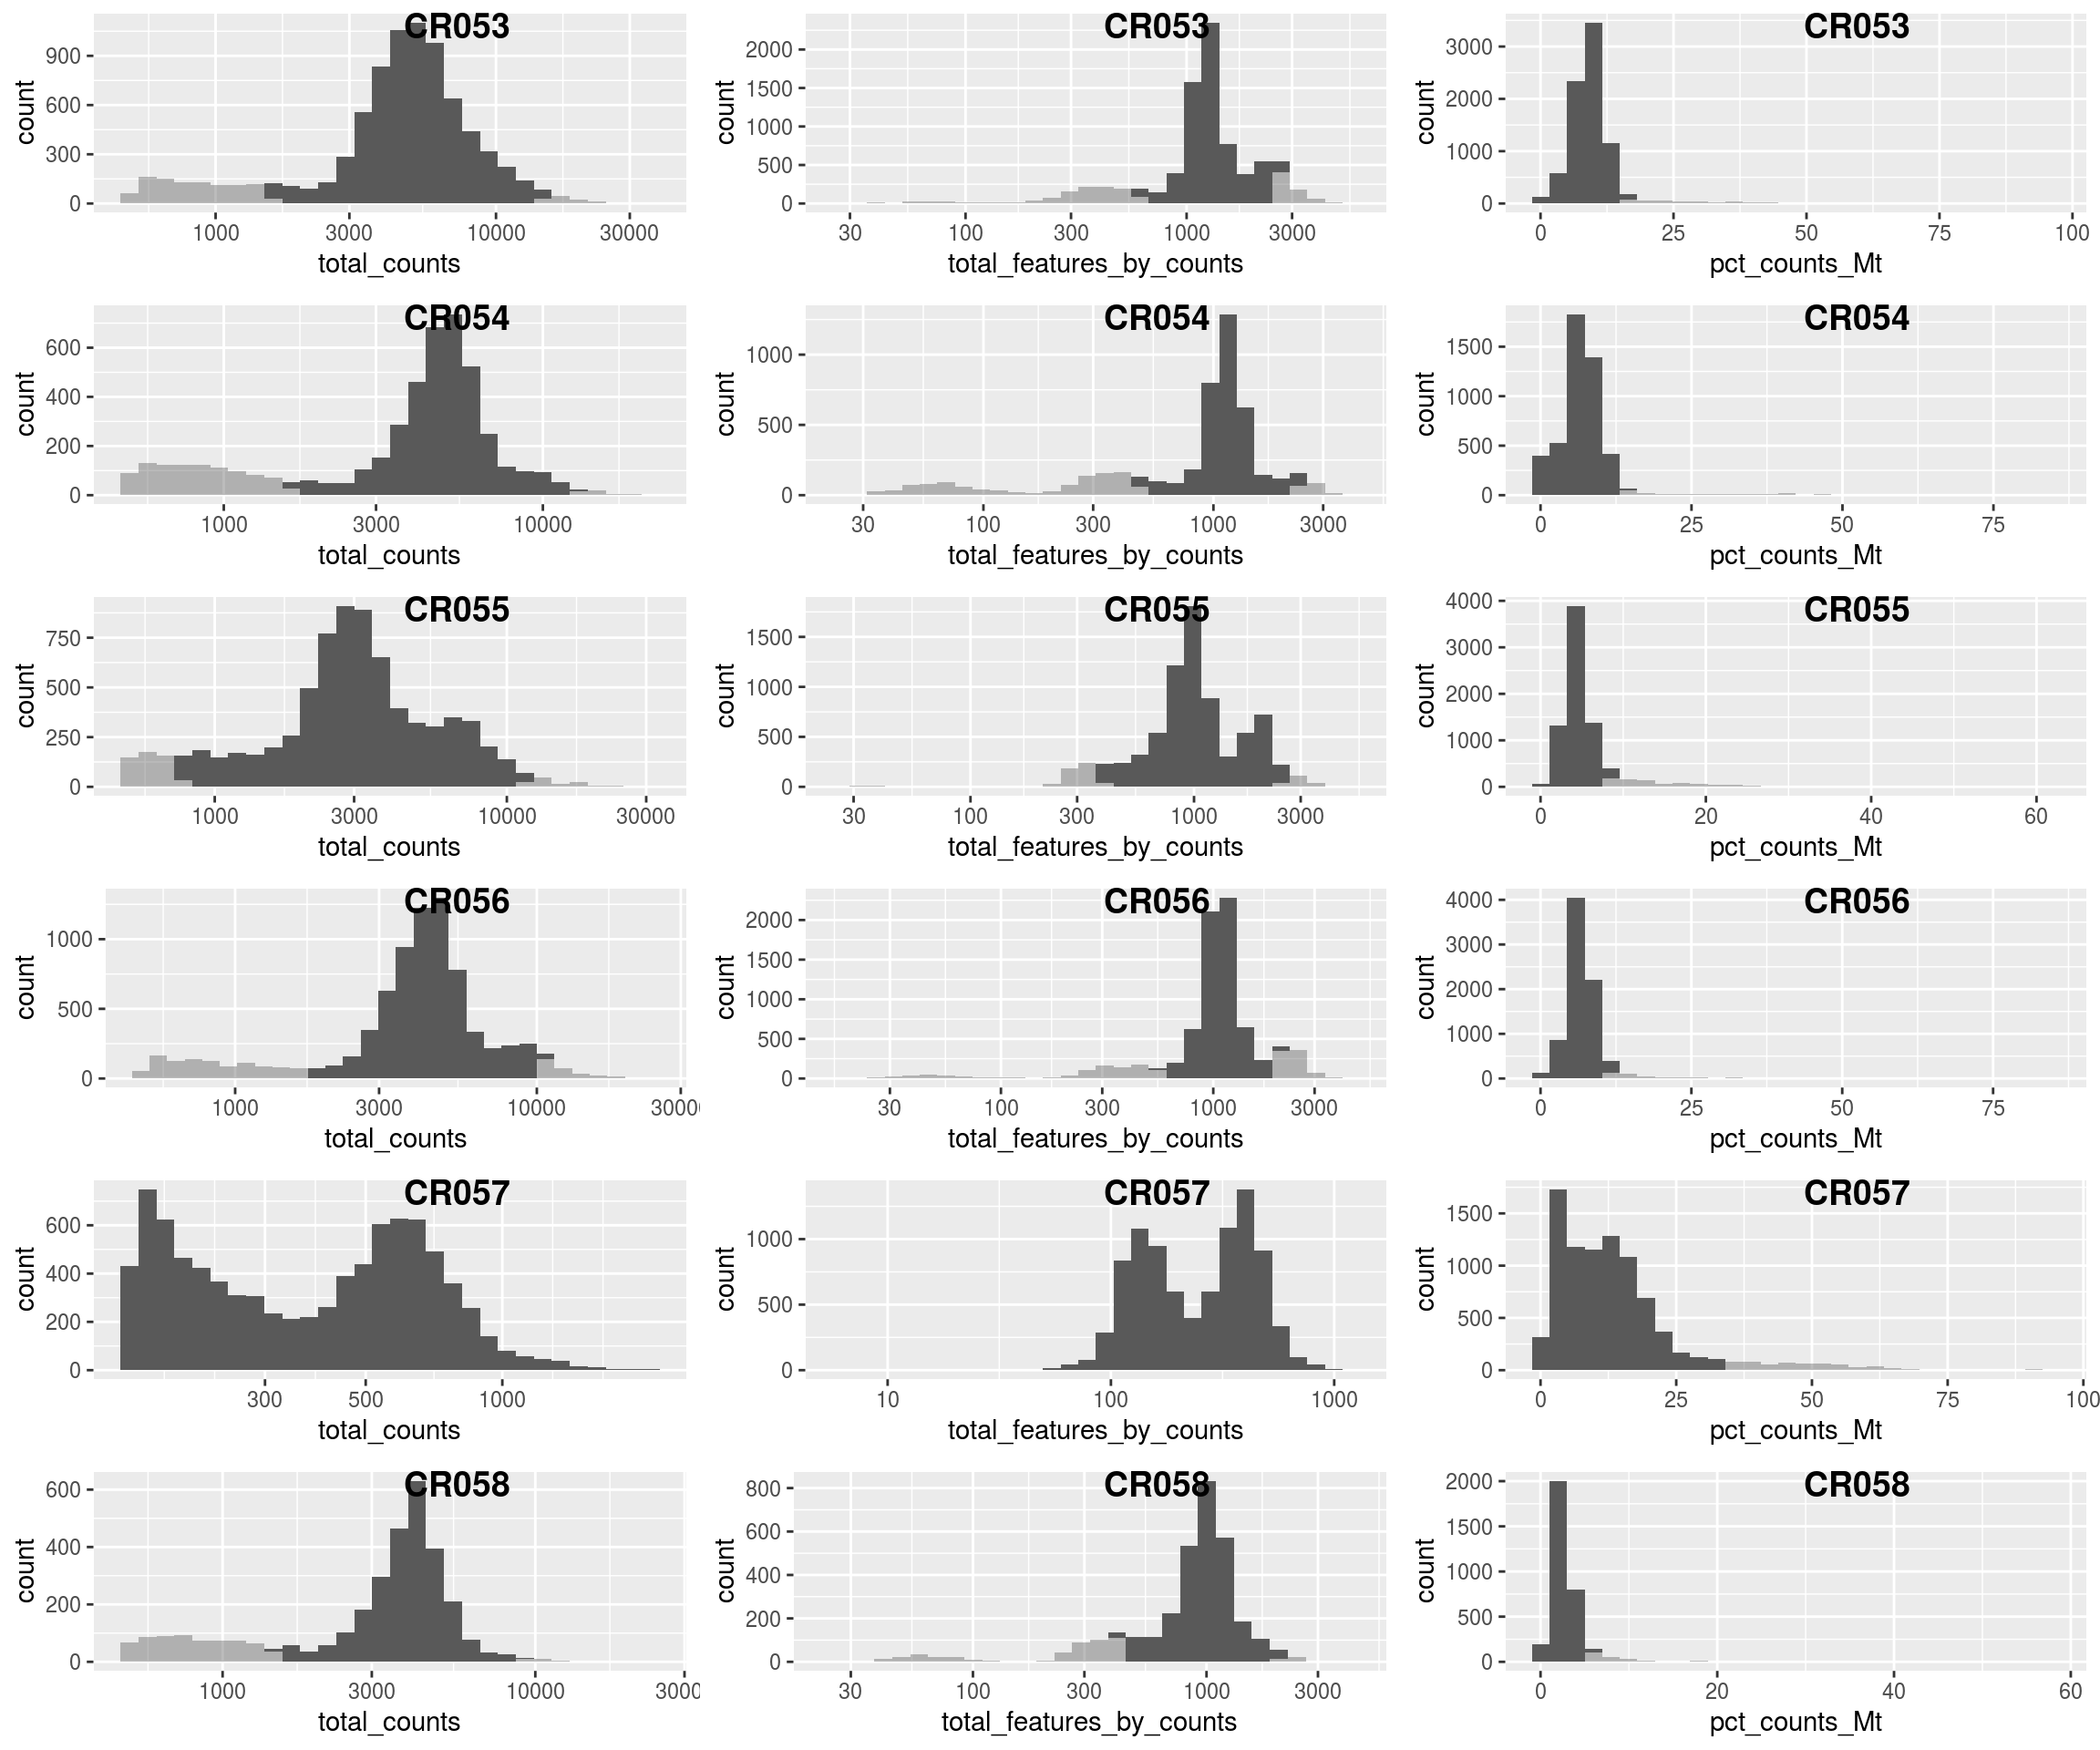 CR053 CR053 CR053
count 900 600 300 0
1000 3000 10000 30000
total_counts
count 2000 1500 1000 500 0
30 100 300 1000 3000
total_features_by_counts
count 3000 2000 1000 0
0 25 50 75 100
pct_counts_Mt
CR054 CR054 CR054
count 600 400 200 0
1000 3000 10000
total_counts
count 1000 500 0
30 100 300 1000 3000
total_features_by_counts
count 1500 1000 500 0
0 25 50 75
pct_counts_Mt
CR055 CR055 CR055
count 750 500 250 0
1000 3000 10000 30000
total_counts
count 1500 1000 500 0
30 100 300 1000 3000
total_features_by_counts
count 4000 3000 2000 1000 0
0 20 40 60
pct_counts_Mt
CR056 CR056 CR056
count 1000 500 0
1000 3000 10000 3000
total_counts
count 2000 1500 1000 500 0
30 100 300 1000 3000
total_features_by_counts
count 4000 3000 2000 1000 0
0 25 50 75
pct_counts_Mt
CR057 CR057 CR057
count 600 400 200 0
300 500 1000
total_counts
count 1000 500 0
10 100 1000
total_features_by_counts
count 1500 1000 500 0
0 25 50 75 100
pct_counts_Mt
CR058 CR058 CR058
count 600 400 200 0
1000 3000 10000 3000
total_counts
count 800 600 400 200 0
30 100 300 1000 3000
total_features_by_counts
count 2000 1500 1000 500 0
0 20 40 60
pct_counts_Mt